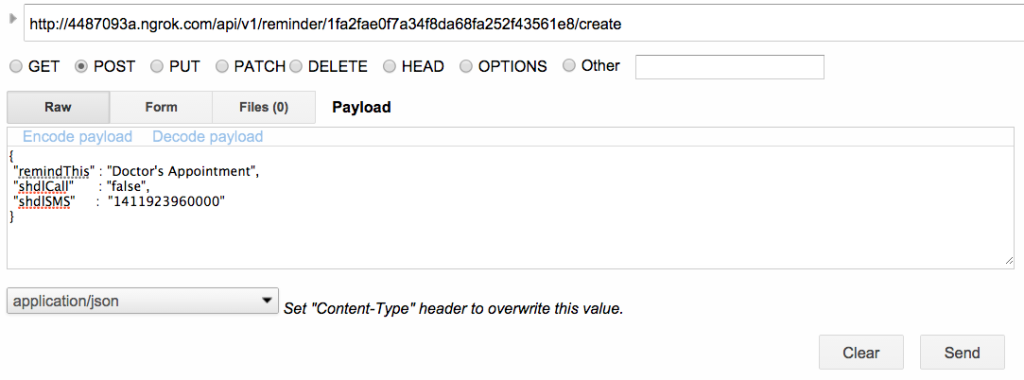 http://4487093a.ngrok.com/api/v1/reminder/1fa2fae0f7a34f8da68fa252f43561e8/create
GET POST PUT PATCH DELETE HEAD OPTIONS Other
Raw Form Files (0) Payload
Encode payload Decode payload
{
"remindThis" : "Doctor's Appointment",
"shdlCall" : "false",
"shdlSMS" : "1411923960000"
}
application/json Set "Content-Type" header to overwrite this value.
Clear Send